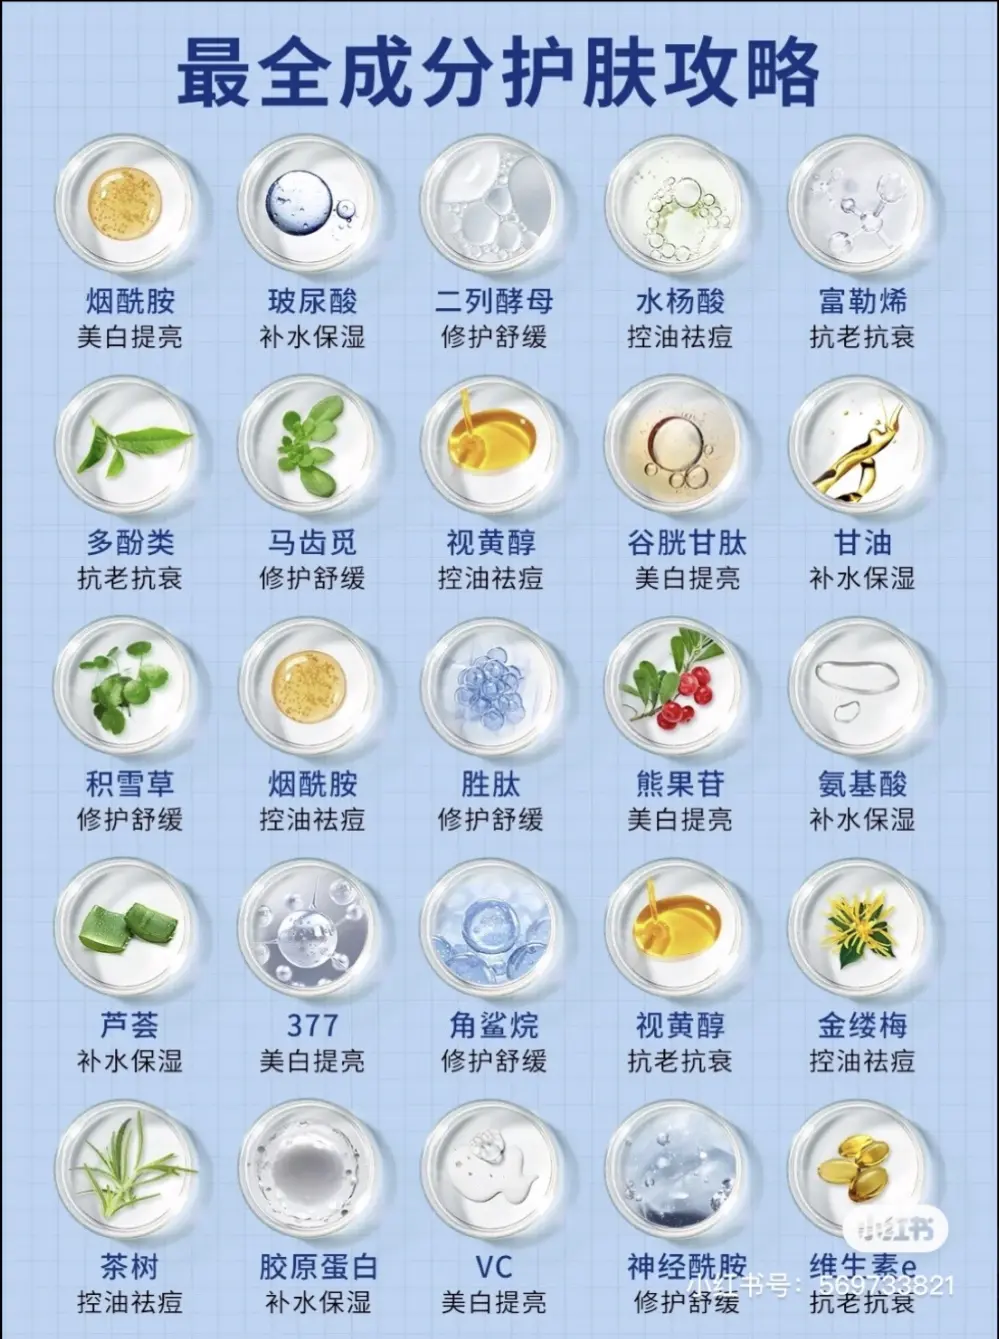 最全成分护肤攻略
烟酰胺 玻尿酸 二列酵母 水杨酸 富勒烯
美白提亮 补水保湿 修护舒缓 控油祛痘 抗老抗衰
多酚类 马齿觅 视黄醇 谷胱甘肽 甘油
抗老抗衰 修护舒缓 控油祛痘 美白提亮 补水保湿
积雪草 烟酰胺 胜肽 熊果苷 氨基酸
修护舒缓 控油祛痘 修护舒缓 美白提亮 补水保湿
芦荟 377 角鲨烷 视黄醇 金缕梅
补水保湿 美白提亮 修护舒缓 抗老抗衰 控油祛痘
小红书
茶树 胶原蛋白 VC 神经酰胺 维生素e
小红书号：569733821
控油祛痘 补水保湿 美白提亮 修护舒缓 抗老抗衰